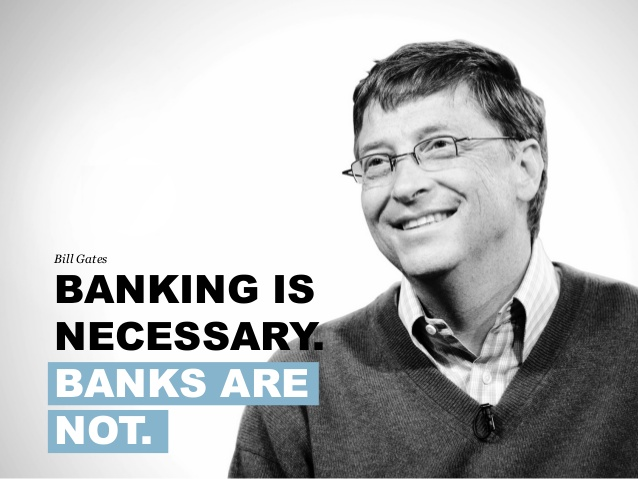 Bill Gates
BANKING IS
NECESSARY.
BANKS ARE
NOT.